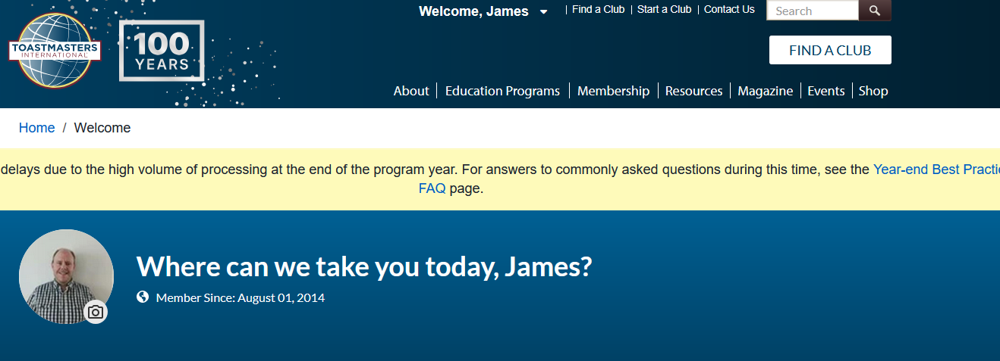 Welcome, James | Find a Club | Start a Club | Contact Us
Search
TOASTMASTERS
INTERNATIONAL
100
YEARS
FIND A CLUB
About | Education Programs | Membership | Resources | Magazine | Events | Shop
Home / Welcome
delays due to the high volume of processing at the end of the program year. For answers to commonly asked questions during this time, see the Year-end Best
FAQ page.
Where can we take you today, James?
Member Since: August 01, 2014